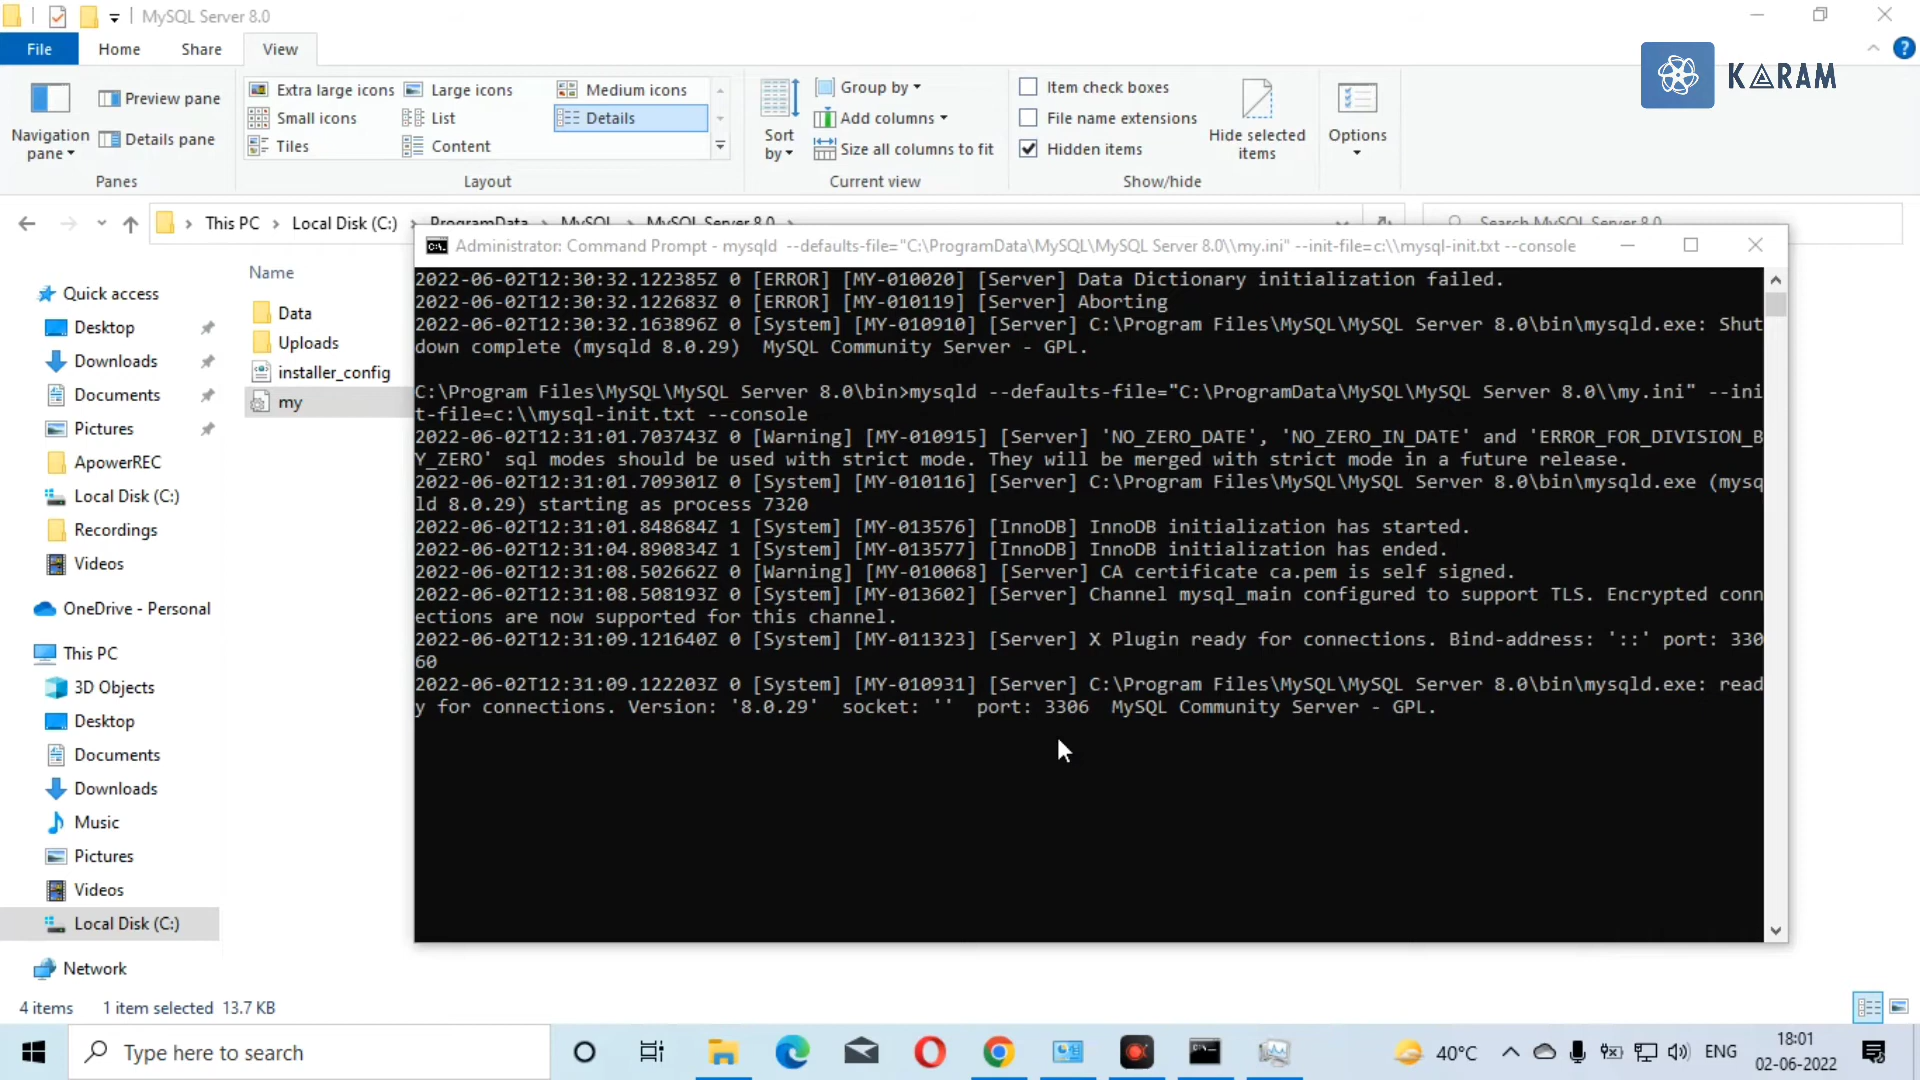 MySQL Server 8.0
File
Home
Share
View
KARAM
Navigation pane
Preview pane
Details pane
Panes
Extra large icons
Large icons
Medium icons
Small icons
List
Details
Tiles
Content
Layout
Sort by
Group by
Add columns
Size all columns to fit
Current view
Item check boxes
File name extensions
Hidden items
Hide selected items
Show/hide
Options
This PC
Local Disk (C:)
ProgramData
MySQL
MySQL Server 8.0
Search MySQL Server 8.0
Quick access
Desktop
Downloads
Documents
Pictures
ApowerREC
Local Disk (C:)
Recordings
Videos
OneDrive - Personal
This PC
3D Objects
Desktop
Documents
Downloads
Music
Pictures
Videos
Local Disk (C:)
Network
Name
Data
Uploads
installer_config
my
Administrator: Command Prompt - mysqld --defaults-file="C:\ProgramData\MySQL\MySQL Server 8.0\\my.ini" --init-file=c:\\mysql-init.txt --console
2022-06-02T12:30:32.122385Z 0 [ERROR] [MY-010020] [Server] Data Dictionary initialization failed.
2022-06-02T12:30:32.122683Z 0 [ERROR] [MY-010119] [Server] Aborting
2022-06-02T12:30:32.163896Z 0 [System] [MY-010910] [Server] C:\Program Files\MySQL\MySQL Server 8.0\bin\mysqld.exe: Shut
down complete (mysqld 8.0.29)  MySQL Community Server - GPL.
C:\Program Files\MySQL\MySQL Server 8.0\bin>mysqld --defaults-file="C:\ProgramData\MySQL\MySQL Server 8.0\\my.ini" --ini
t-file=c:\\mysql-init.txt --console
2022-06-02T12:31:01.703743Z 0 [Warning] [MY-010915] [Server] 'NO_ZERO_DATE', 'NO_ZERO_IN_DATE' and 'ERROR_FOR_DIVISION_B
Y_ZERO' sql modes should be used with strict mode. They will be merged with strict mode in a future release.
2022-06-02T12:31:01.709301Z 0 [System] [MY-010116] [Server] C:\Program Files\MySQL\MySQL Server 8.0\bin\mysqld.exe (mysq
ld 8.0.29) starting as process 7320
2022-06-02T12:31:01.848684Z 1 [System] [MY-013576] [InnoDB] InnoDB initialization has started.
2022-06-02T12:31:04.890834Z 1 [System] [MY-013577] [InnoDB] InnoDB initialization has ended.
2022-06-02T12:31:08.502662Z 0 [Warning] [MY-010068] [Server] CA certificate ca.pem is self signed.
2022-06-02T12:31:08.508193Z 0 [System] [MY-013602] [Server] Channel mysql_main configured to support TLS. Encrypted conn
ections are now supported for this channel.
2022-06-02T12:31:09.121640Z 0 [System] [MY-011323] [Server] X Plugin ready for connections. Bind-address: '::' port: 330
60
2022-06-02T12:31:09.122203Z 0 [System] [MY-010931] [Server] C:\Program Files\MySQL\MySQL Server 8.0\bin\mysqld.exe: read
y for connections. Version: '8.0.29'  socket: ''  port: 3306  MySQL Community Server - GPL.
4 items
1 item selected 13.7 KB
Type here to search
40°C
ENG
18:01
02-06-2022